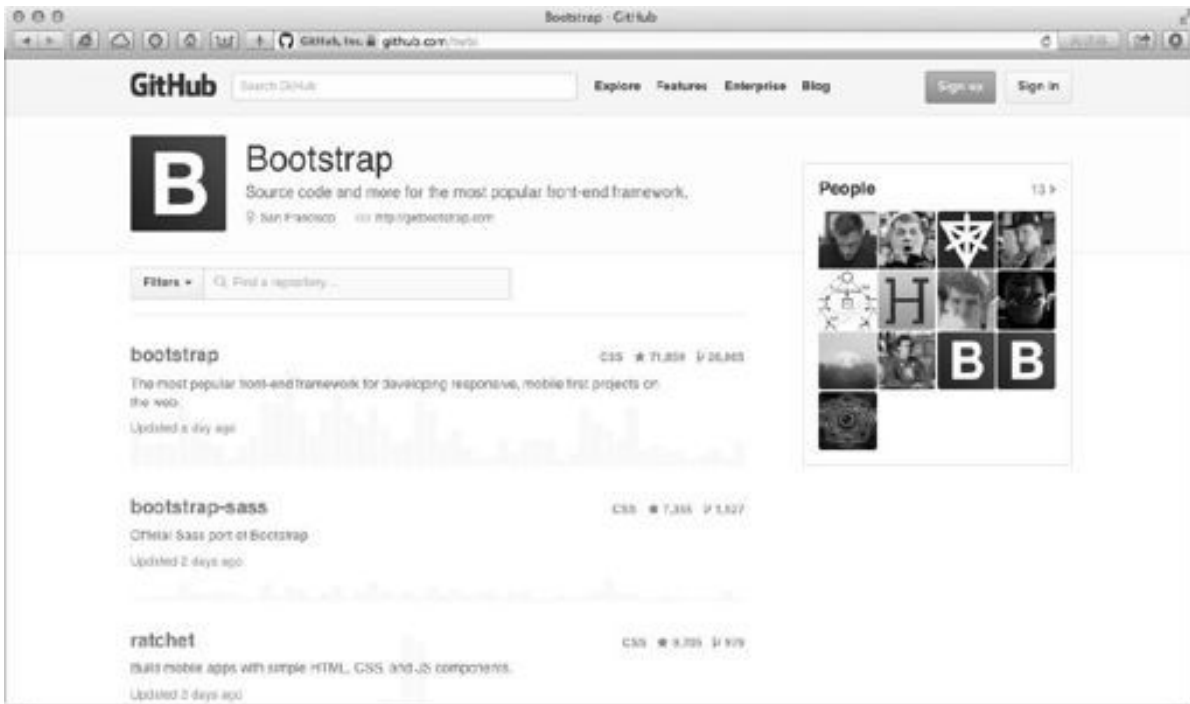 Bootstrap · GitHub
GitHub, Inc. github.com/twbs
GitHub Search GitHub Explore Features Enterprise Blog Sign up Sign in
B
Bootstrap
Source code and more for the most popular front-end framework.
San Francisco http://getbootstrap.com
People 13
Filters Find a repository...
H
B B
bootstrap CSS
The most popular front-end framework for developing responsive, mobile first projects on
the web.
Updated a day ago
bootstrap-sass CSS
Official Sass port of Bootstrap
Updated 2 days ago
ratchet CSS
Build mobile apps with simple HTML, CSS, and JS components.
Updated 3 days ago